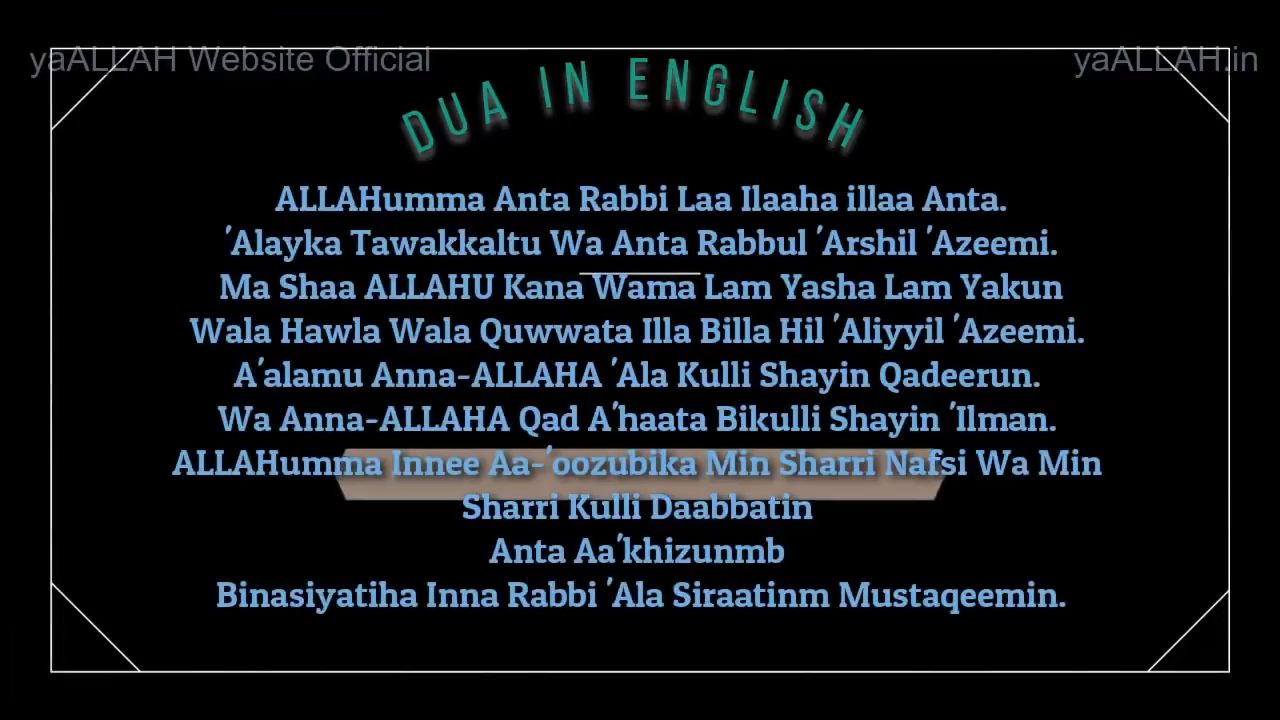 yaALLAH Website Official
yaALLAH.in
DUA IN ENGLISH
ALLAHumma Anta Rabbi Laa Ilaaha illaa Anta.
'Alayka Tawakkaltu Wa Anta Rabbul 'Arshil 'Azeemi.
Ma Shaa ALLAHU Kana Wama Lam Yasha Lam Yakun
Wala Hawla Wala Quwwata Illa Billa Hil 'Aliyyil 'Azeemi.
A'alamu Anna-ALLAHA 'Ala Kulli Shayin Qadeerun.
Wa Anna-ALLAHA Qad A'haata Bikulli Shayin 'Ilman.
ALLAHumma Innee Aa-'oozubika Min Sharri Nafsi Wa Min
Sharri Kulli Daabbatin
Anta Aa'khizunmb
Binasiyatiha Inna Rabbi 'Ala Siraatinm Mustaqeemin.